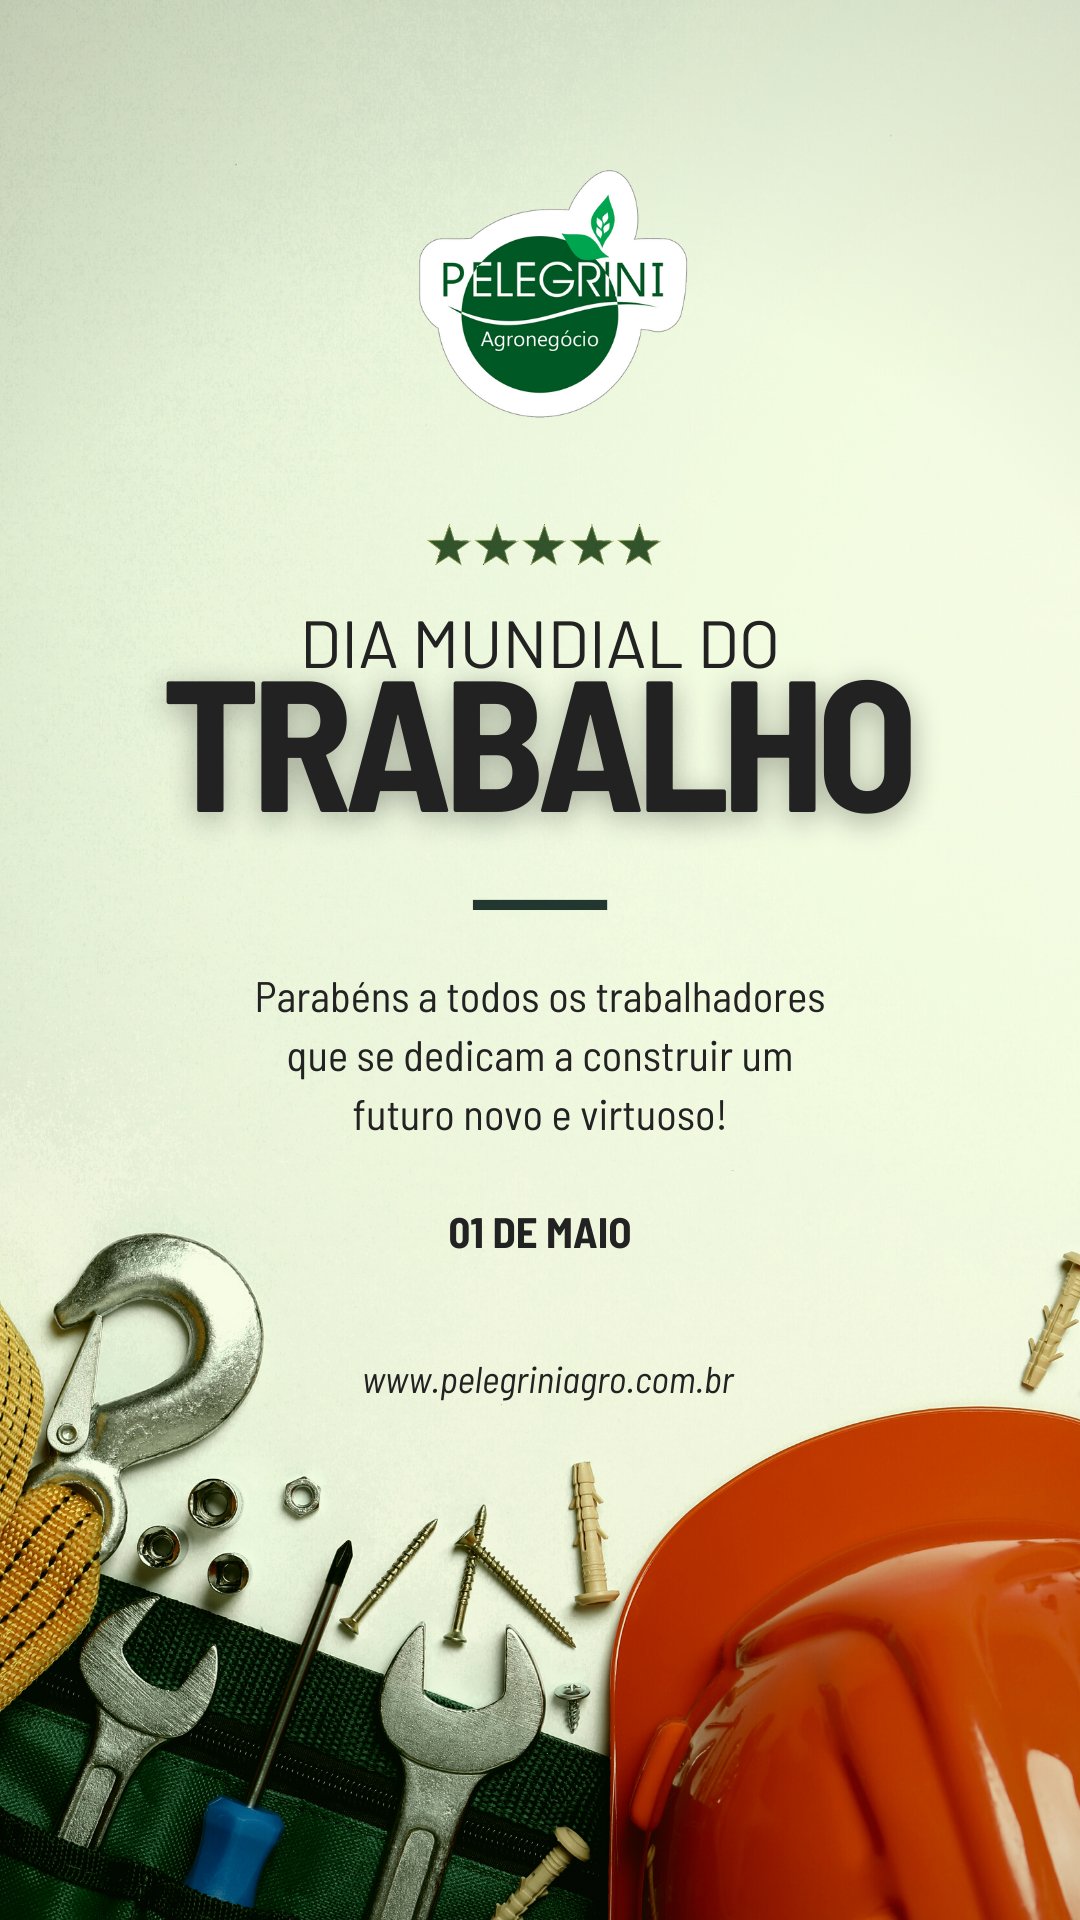 PELEGRINI
Agronegócio
DIA MUNDIAL DO
TRABALHO
Parabéns a todos os trabalhadores
que se dedicam a construir um
futuro novo e virtuoso!
01 DE MAIO
www.pelegriniagro.com.br